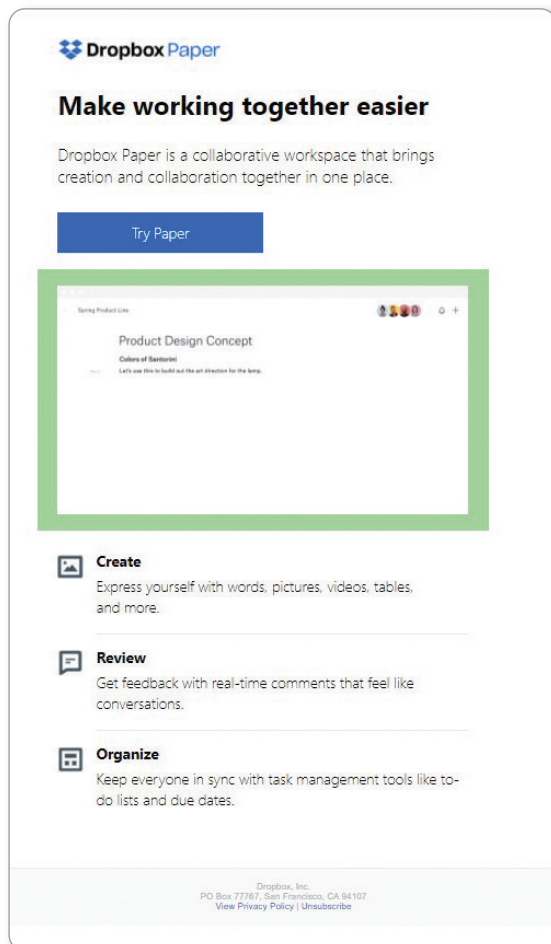 Dropbox Paper
Make working together easier
Dropbox Paper is a collaborative workspace that brings
creation and collaboration together in one place.
Try Paper
Spring Product Line
Product Design Concept
Colors of Santorini
Let's use this to build out the art direction for the lamp.
Create
Express yourself with words, pictures, videos, tables,
and more.
Review
Get feedback with real-time comments that feel like
conversations.
Organize
Keep everyone in sync with task management tools like to-
do lists and due dates.
Dropbox, Inc.
PO Box 77767, San Francisco, CA 94107
View Privacy Policy | Unsubscribe